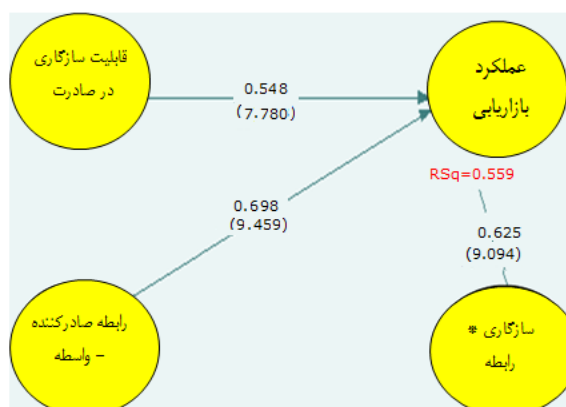 قابلیت سازگاری
در صادرت
عملکرد
بازاریابی
0.548
(7.780)
RSq=0.559
0.698
(9.459)
0.625
(9.094)
رابطه صادرکننده
– واسطه
سازگاری *
رابطه